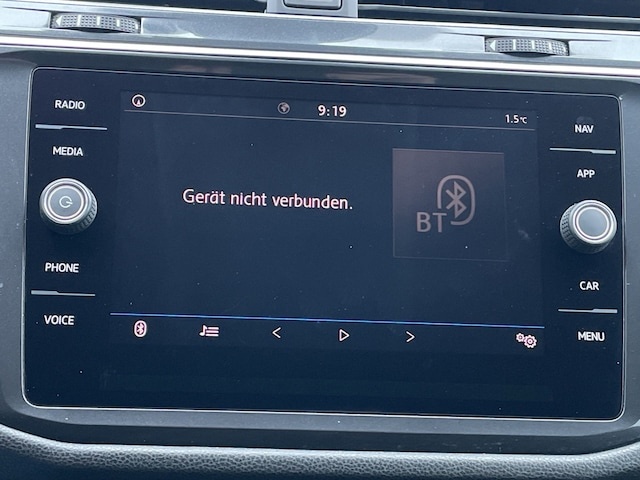 RADIO
MEDIA
PHONE
VOICE
9:19
1.5°C
Gerät nicht verbunden.
BT
NAV
APP
CAR
MENU